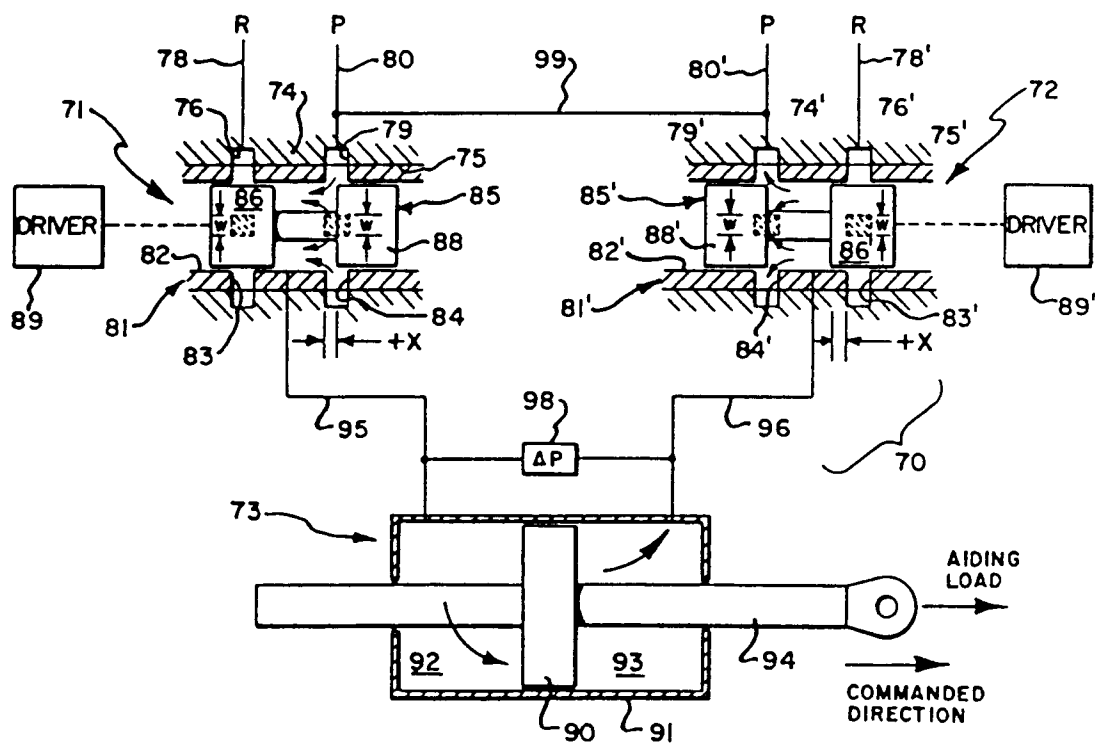 R P P R
78 80 99 80' 78'
71 76 74 79 79' 74' 76' 72
75 75'
DRIVER 86 W 85 85' W W DRIVER
W 88 88' 86'
82 82'
89 81 83 84 81' 84' 83' 89'
+X +X
95 98 96
ΔP 70
73
AIDING
LOAD
92 93 94
COMMANDED
DIRECTION
90 91